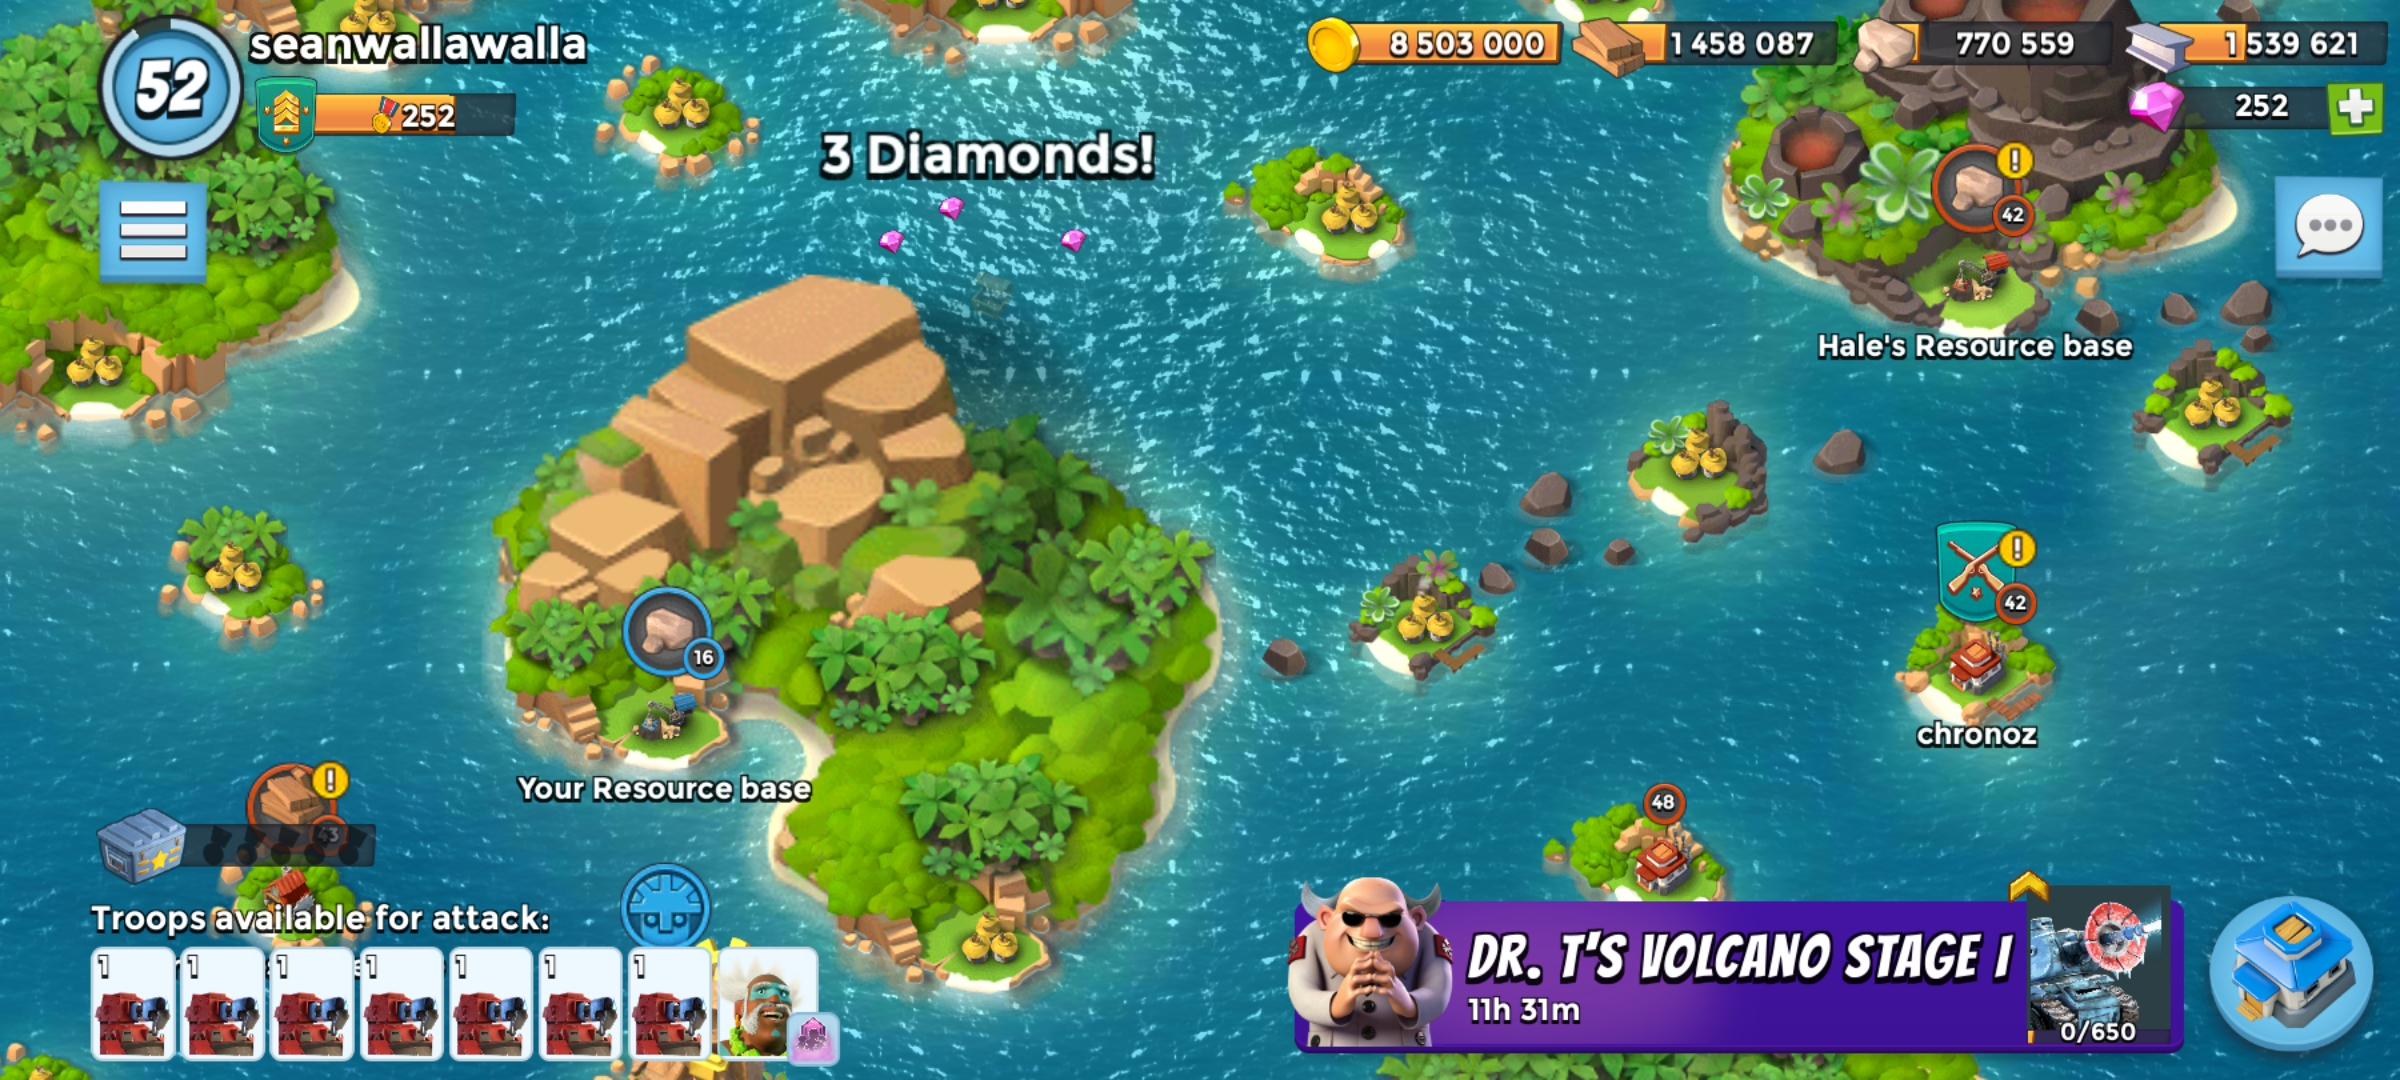 52
seanwallawalla
252
8 503 000
1 458 087
770 559
1 539 621
252
3 Diamonds!
42
Hale's Resource base
42
chronoz
16
Your Resource base
43
48
Troops available for attack:
1
1
1
1
1
1
1
DR. T'S VOLCANO STAGE I
11h 31m
0/650